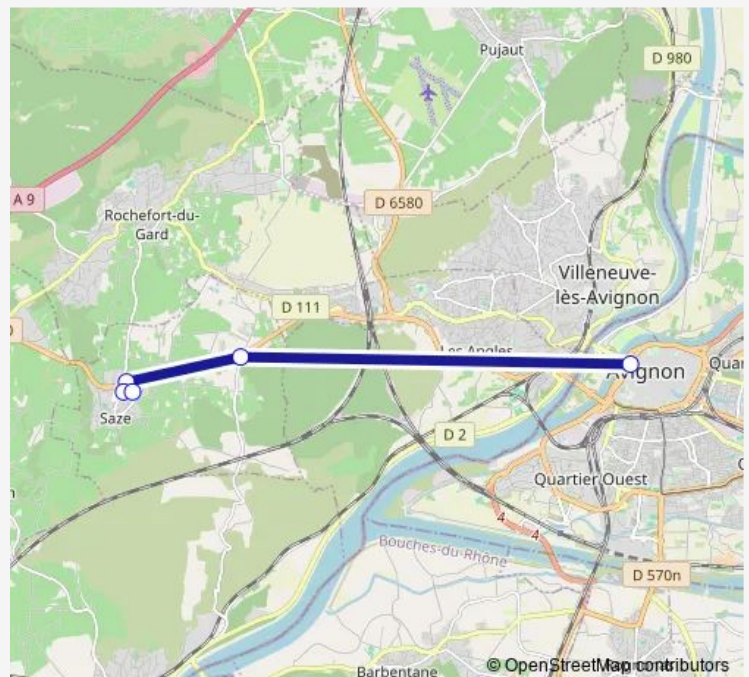 Pujaut
D 980
A 9
D 6580
Rochefort-du-
Gard
Villeneuve-
lès-Avignon
D 111
Les Angles
Avignon
Saze
D 2
Quartier Ouest
4
4
Bouches-du-Rhône
D 570n
Barbentane
© OpenStreetMap contributors